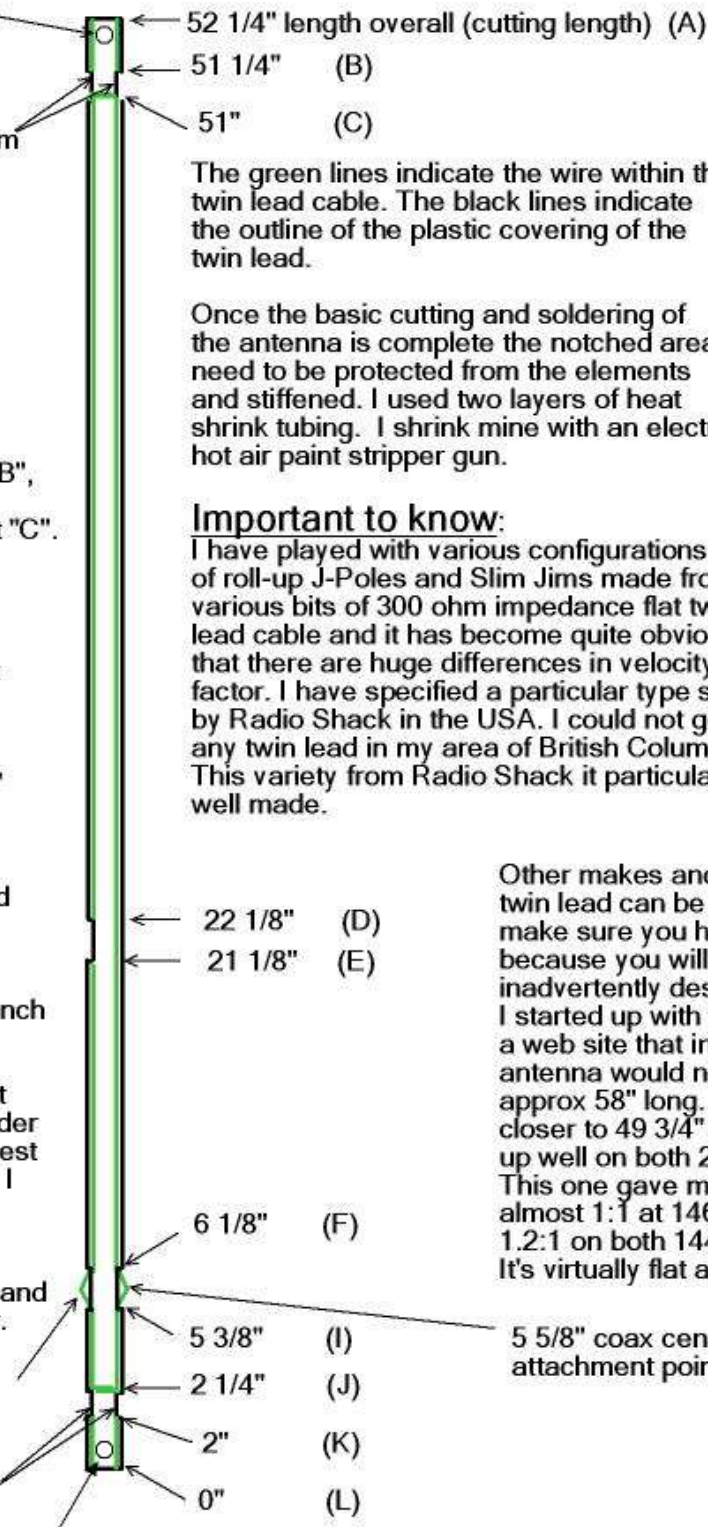 52 1/4" length overall (cutting length) (A)
51 1/4" (B)
51" (C)
m
The green lines indicate the wire within th
twin lead cable. The black lines indicate
the outline of the plastic covering of the
twin lead.
Once the basic cutting and soldering of
the antenna is complete the notched area
need to be protected from the elements
and stiffened. I used two layers of heat
shrink tubing. I shrink mine with an electri
hot air paint stripper gun.
B",
t "C".
Important to know:
I have played with various configurations
of roll-up J-Poles and Slim Jims made fro
various bits of 300 ohm impedance flat tw
lead cable and it has become quite obvio
that there are huge differences in velocity
factor. I have specified a particular type s
by Radio Shack in the USA. I could not g
any twin lead in my area of British Colum
This variety from Radio Shack it particula
well made.
d
nch
t
der
est
I
and
.
22 1/8" (D)
21 1/8" (E)
Other makes and
twin lead can be
make sure you h
because you will
inadvertently des
I started up with
a web site that in
antenna would n
approx 58" long.
closer to 49 3/4"
up well on both 2
This one gave m
almost 1:1 at 146
1.2:1 on both 144
It's virtually flat a
6 1/8" (F)
5 3/8" (I)
5 5/8" coax cen
attachment poin
2 1/4" (J)
2" (K)
0" (L)